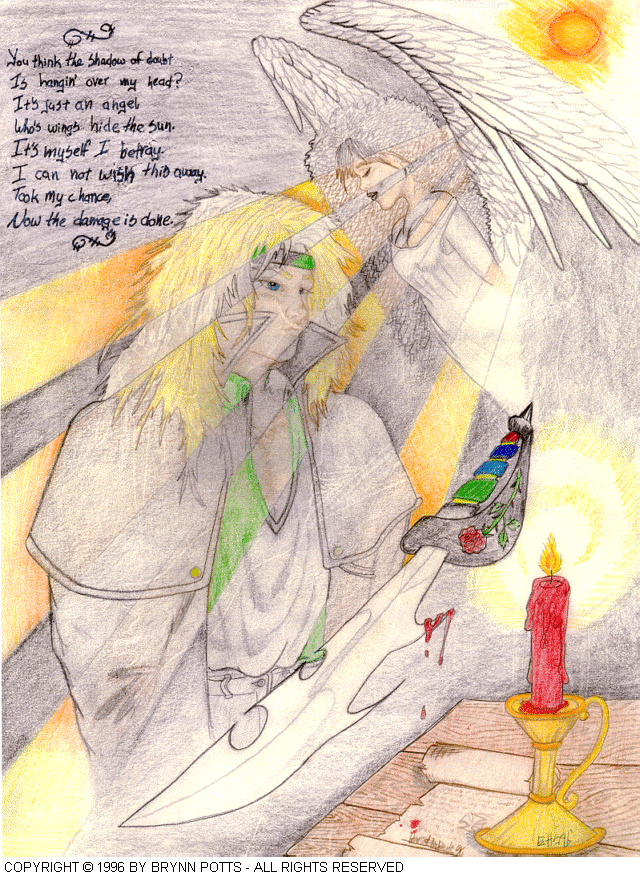 You think the shadow of doubt
Is hangin' over my head?
It's just an angel
Who's wings hide the sun.
It's myself I betray.
I can not wish this away.
Took my chance,
Now the damage is done.
COPYRIGHT © 1996 BY BRYNN POTTS - ALL RIGHTS RESERVED